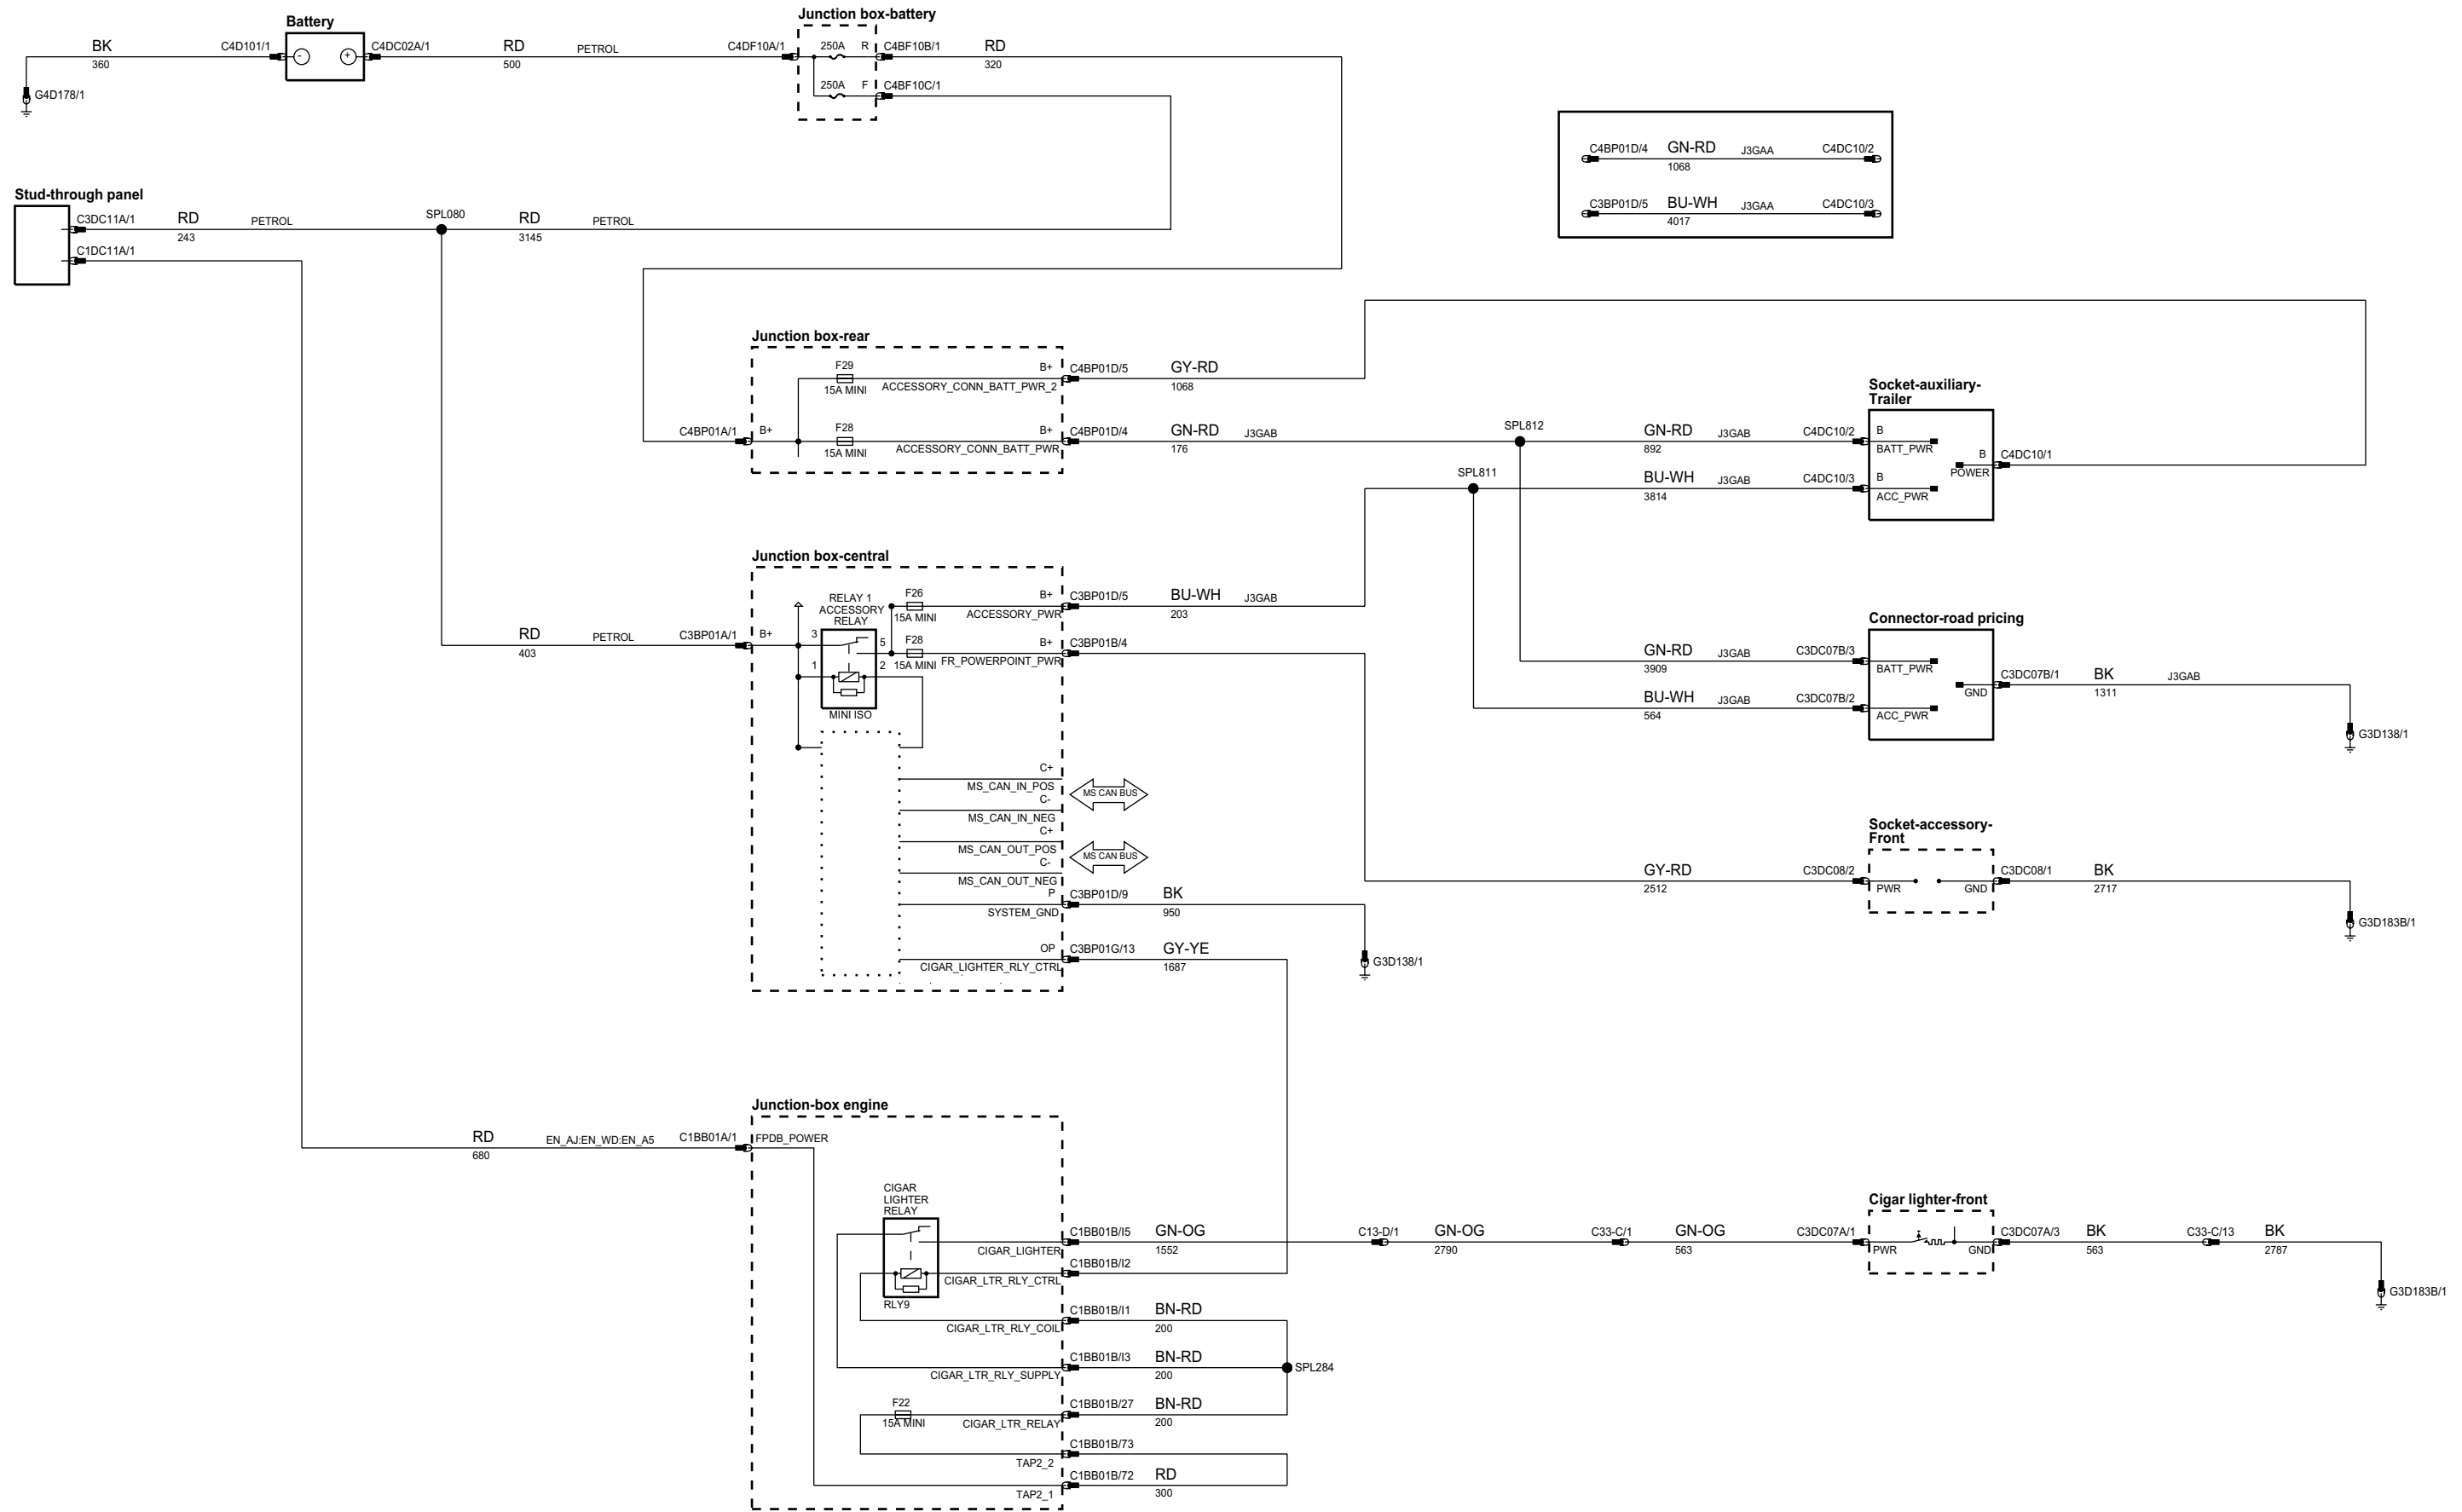 Battery
BK
360
C4D101/1
-
+
C4DC02A/1
RD
500
PETROL
C4DF10A/1
Junction box-battery
250A R
250A F
C4BF10B/1
RD
320
C4BF10C/1
G4D178/1
C4BP01D/4
GN-RD
1068
J3GAA
C4DC10/2
C3BP01D/5
BU-WH
4017
J3GAA
C4DC10/3
Stud-through panel
C3DC11A/1
RD
243
PETROL
SPL080
RD
3145
PETROL
C1DC11A/1
Junction box-rear
F29
15A MINI
B+
ACCESSORY_CONN_BATT_PWR_2
C4BP01D/5
GY-RD
1068
C4BP01A/1
B+
F28
15A MINI
B+
ACCESSORY_CONN_BATT_PWR
C4BP01D/4
GN-RD
176
J3GAB
SPL812
GN-RD
892
J3GAB
C4DC10/2
Socket-auxiliary-
Trailer
B
BATT_PWR
B
POWER
C4DC10/1
B
ACC_PWR
SPL811
BU-WH
3814
J3GAB
C4DC10/3
Junction box-central
RELAY 1
ACCESSORY
RELAY
3
5
1
2
MINI ISO
F26
15A MINI
B+
ACCESSORY_PWR
C3BP01D/5
BU-WH
203
J3GAB
F28
15A MINI
B+
FR_POWERPOINT_PWR
C3BP01B/4
RD
403
PETROL
C3BP01A/1
B+
Connector-road pricing
GN-RD
3909
J3GAB
C3DC07B/3
BATT_PWR
GND
C3DC07B/1
BK
1311
J3GAB
BU-WH
564
J3GAB
C3DC07B/2
ACC_PWR
G3D138/1
C+
MS_CAN_IN_POS
C-
MS_CAN_IN_NEG
MS CAN BUS
C+
MS_CAN_OUT_POS
C-
MS_CAN_OUT_NEG
MS CAN BUS
P
SYSTEM_GND
C3BP01D/9
BK
950
G3D138/1
OP
CIGAR_LIGHTER_RLY_CTRL
C3BP01G/13
GY-YE
1687
Socket-accessory-
Front
GY-RD
2512
C3DC08/2
PWR
GND
C3DC08/1
BK
2717
G3D183B/1
Junction-box engine
RD
680
EN_AJ:EN_WD:EN_A5
C1BB01A/1
FPDB_POWER
CIGAR
LIGHTER
RELAY
RLY9
CIGAR_LIGHTER
C1BB01B/I5
GN-OG
1552
C13-D/1
GN-OG
2790
C33-C/1
GN-OG
563
C3DC07A/1
Cigar lighter-front
PWR
GND
C3DC07A/3
BK
563
C33-C/13
BK
2787
G3D183B/1
CIGAR_LTR_RLY_CTRL
C1BB01B/I2
CIGAR_LTR_RLY_COIL
C1BB01B/I1
BN-RD
200
CIGAR_LTR_RLY_SUPPLY
C1BB01B/I3
BN-RD
200
SPL284
F22
15A MINI
CIGAR_LTR_RELAY
C1BB01B/27
BN-RD
200
TAP2_2
C1BB01B/73
TAP2_1
C1BB01B/72
RD
300